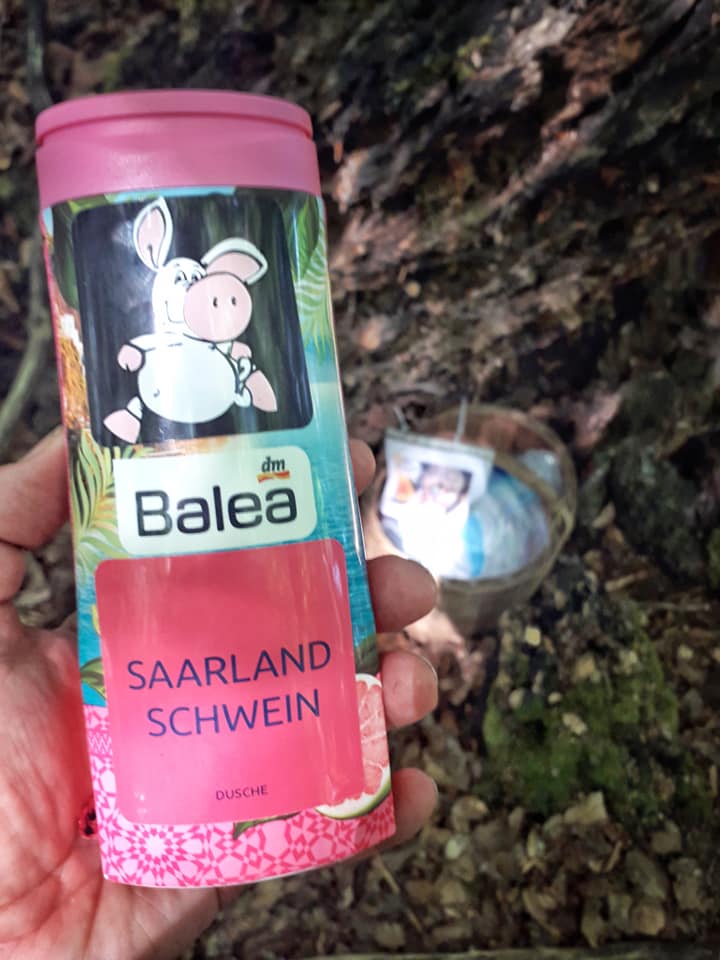 dm
Balea
SAARLAND
SCHWEIN
DUSCHE